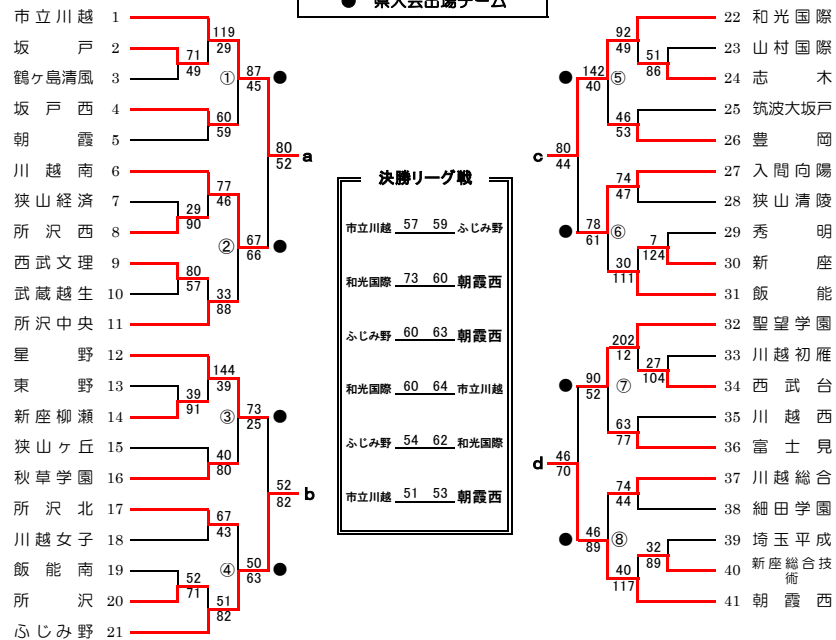 ● 県大会出場チーム
市立川越 1
坂戸 2
鶴ヶ島清風 3
坂戸西 4
朝霞 5
川越南 6
狭山経済 7
所沢西 8
西武文理 9
武蔵越生 10
所沢中央 11
星野 12
東野 13
新座柳瀬 14
狭山ヶ丘 15
秋草学園 16
所沢北 17
川越女子 18
飯能南 19
所沢 20
ふじみ野 21
119
29
71
49
① 87
45
●
60
59
80
52
a
77
46
29
90
② 67
66
●
80
57
33
88
144
39
39
91
③ 73
25
●
40
80
52
82
b
67
43
④ 50
63
●
52
71
51
82
決勝リーグ戦
市立川越 57 59 ふじみ野
和光国際 73 60 朝霞西
ふじみ野 60 63 朝霞西
和光国際 60 64 市立川越
ふじみ野 54 62 和光国際
市立川越 51 53 朝霞西
92
49
51
86
● 142
40
⑤
46
53
c
80
44
74
47
● 78
61
⑥
7
124
30
111
202
12
27
104
● 90
52
⑦
63
77
d
46
70
74
44
● 46
89
⑧
32
89
40
117
22 和光国際
23 山村国際
24 志木
25 筑波大坂戸
26 豊岡
27 入間向陽
28 狭山清陵
29 秀明
30 新座
31 飯能
32 聖望学園
33 川越初雁
34 西武台
35 川越西
36 富士見
37 川越総合
38 細田学園
39 埼玉平成
40 新座総合技
術
41 朝霞西